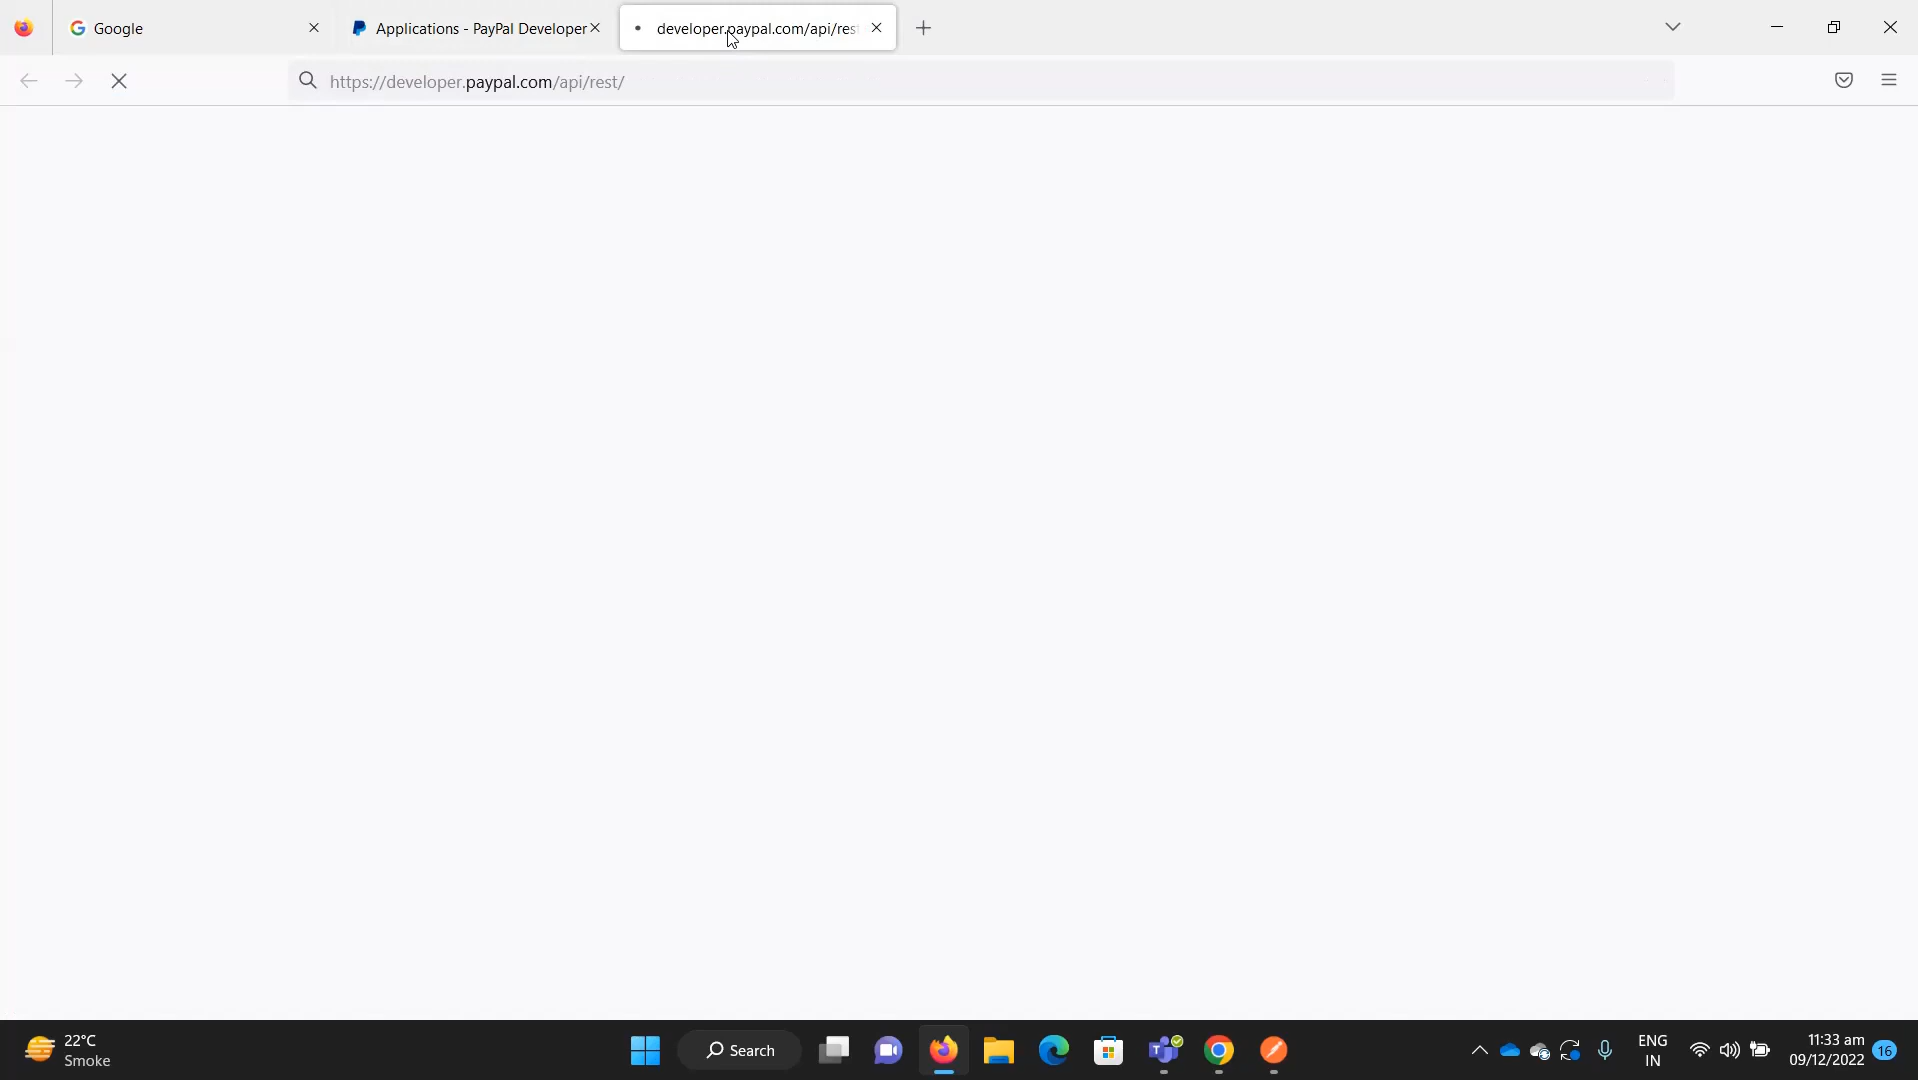 Google
Applications - PayPal Developer
developer.paypal.com/api/rest
https://developer.paypal.com/api/rest/
22°C
Smoke
Search
ENG
IN
11:33 am
09/12/2022
16